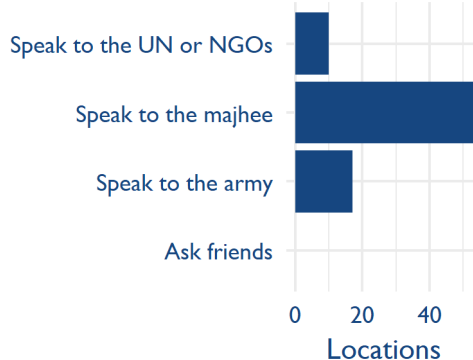 Speak to the UN or NGOs
Speak to the majhee
Speak to the army
Ask friends
0 20 40
Locations